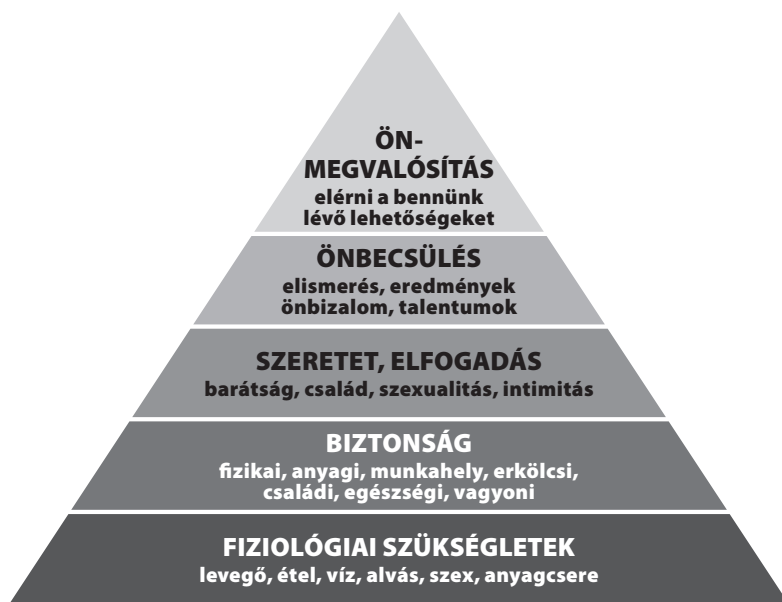 ÖN-
MEGVALÓSÍTÁS
elérni a bennünk
lévő lehetőségeket
ÖNBECSÜLÉS
elismerés, eredmények
önbizalom, talentumok
SZERETET, ELFOGADÁS
barátság, család, szexualitás, intimitás
BIZTONSÁG
fizikai, anyagi, munkahely, erkölcsi,
családi, egészségi, vagyoni
FIZIOLÓGIAI SZÜKSÉGLETEK
levegő, étel, víz, alvás, szex, anyagcsere